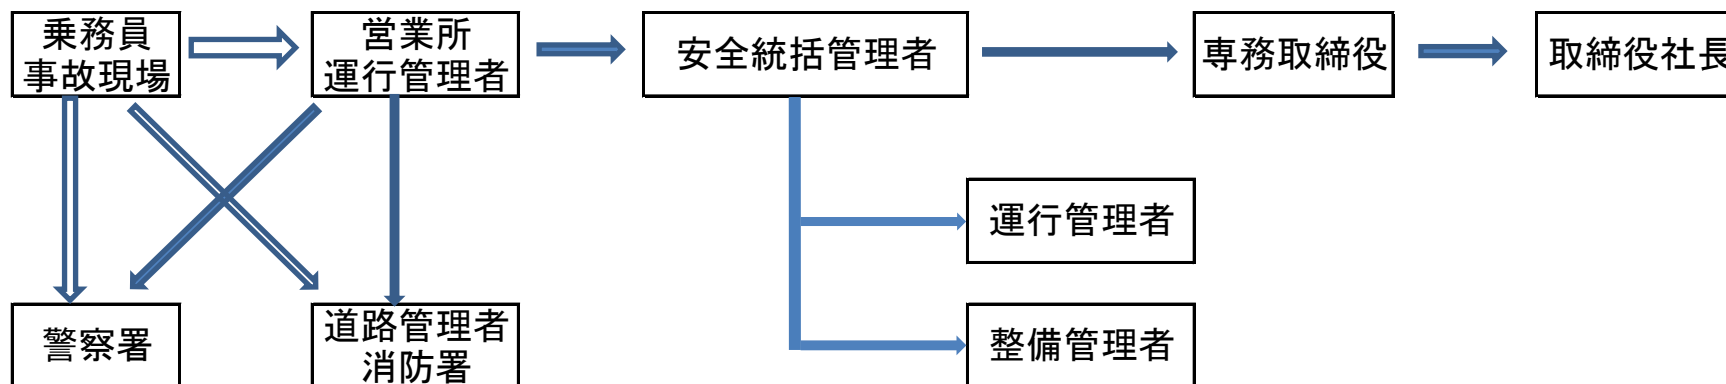 乗務員
事故現場
営業所
運行管理者
安全統括管理者
専務取締役
取締役社長
運行管理者
警察署
道路管理者
消防署
整備管理者